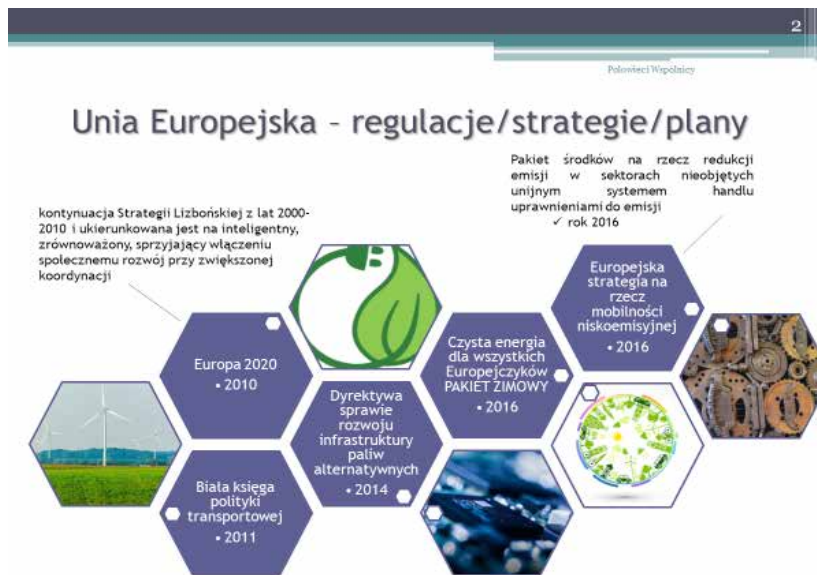 2
Polowieci Wspólnicy
Unia Europejska - regulacje/strategie/plany
Pakiet środków na rzecz redukcji
emisji w sektorach nieobjętych
unijnym systemem handlu
uprawnieniami do emisji
✓ rok 2016
kontynuacja Strategii Lizbońskiej z lat 2000-
2010 i ukierunkowana jest na inteligentny,
zrównoważony, sprzyjający włączeniu
społecznemu rozwój przy zwiększonej
koordynacji
Europa 2020
• 2010
Biała księga
polityki
transportowej
• 2011
Dyrektywa
sprawie
rozwoju
infrastruktury
paliw
alternatywnych
• 2014
Czysta energia
dla wszystkich
Europejczyków
PAKIET ZIMOWY
• 2016
Europejska
strategia na
rzecz
mobilności
niskoemisyjnej
• 2016